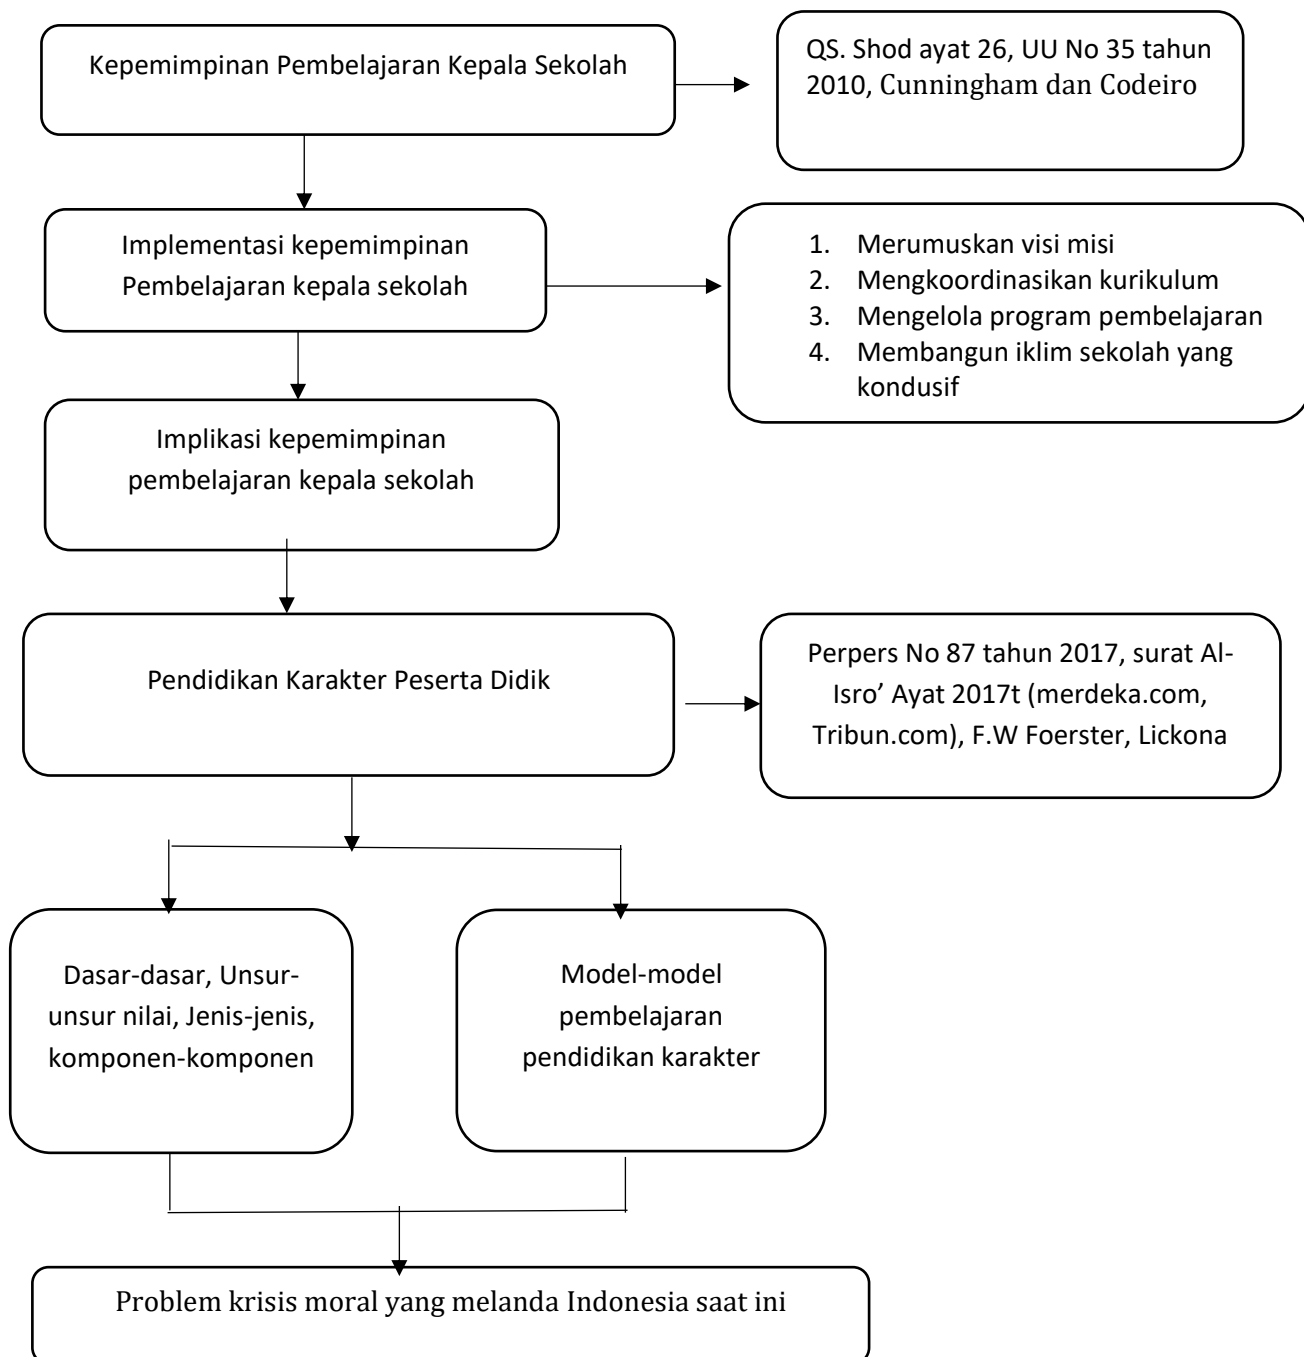 Kepemimpinan Pembelajaran Kepala Sekolah
QS. Shod ayat 26, UU No 35 tahun
2010, Cunningham dan Codeiro
Implementasi kepemimpinan
Pembelajaran kepala sekolah
1. Merumuskan visi misi
2. Mengkoordinasikan kurikulum
3. Mengelola program pembelajaran
4. Membangun iklim sekolah yang
kondusif
Implikasi kepemimpinan
pembelajaran kepala sekolah
Pendidikan Karakter Peserta Didik
Perpers No 87 tahun 2017, surat Al-
Isro’ Ayat 2017t (merdeka.com,
Tribun.com), F.W Foerster, Lickona
Dasar-dasar, Unsur-
unsur nilai, Jenis-jenis,
komponen-komponen
Model-model
pembelajaran
pendidikan karakter
Problem krisis moral yang melanda Indonesia saat ini